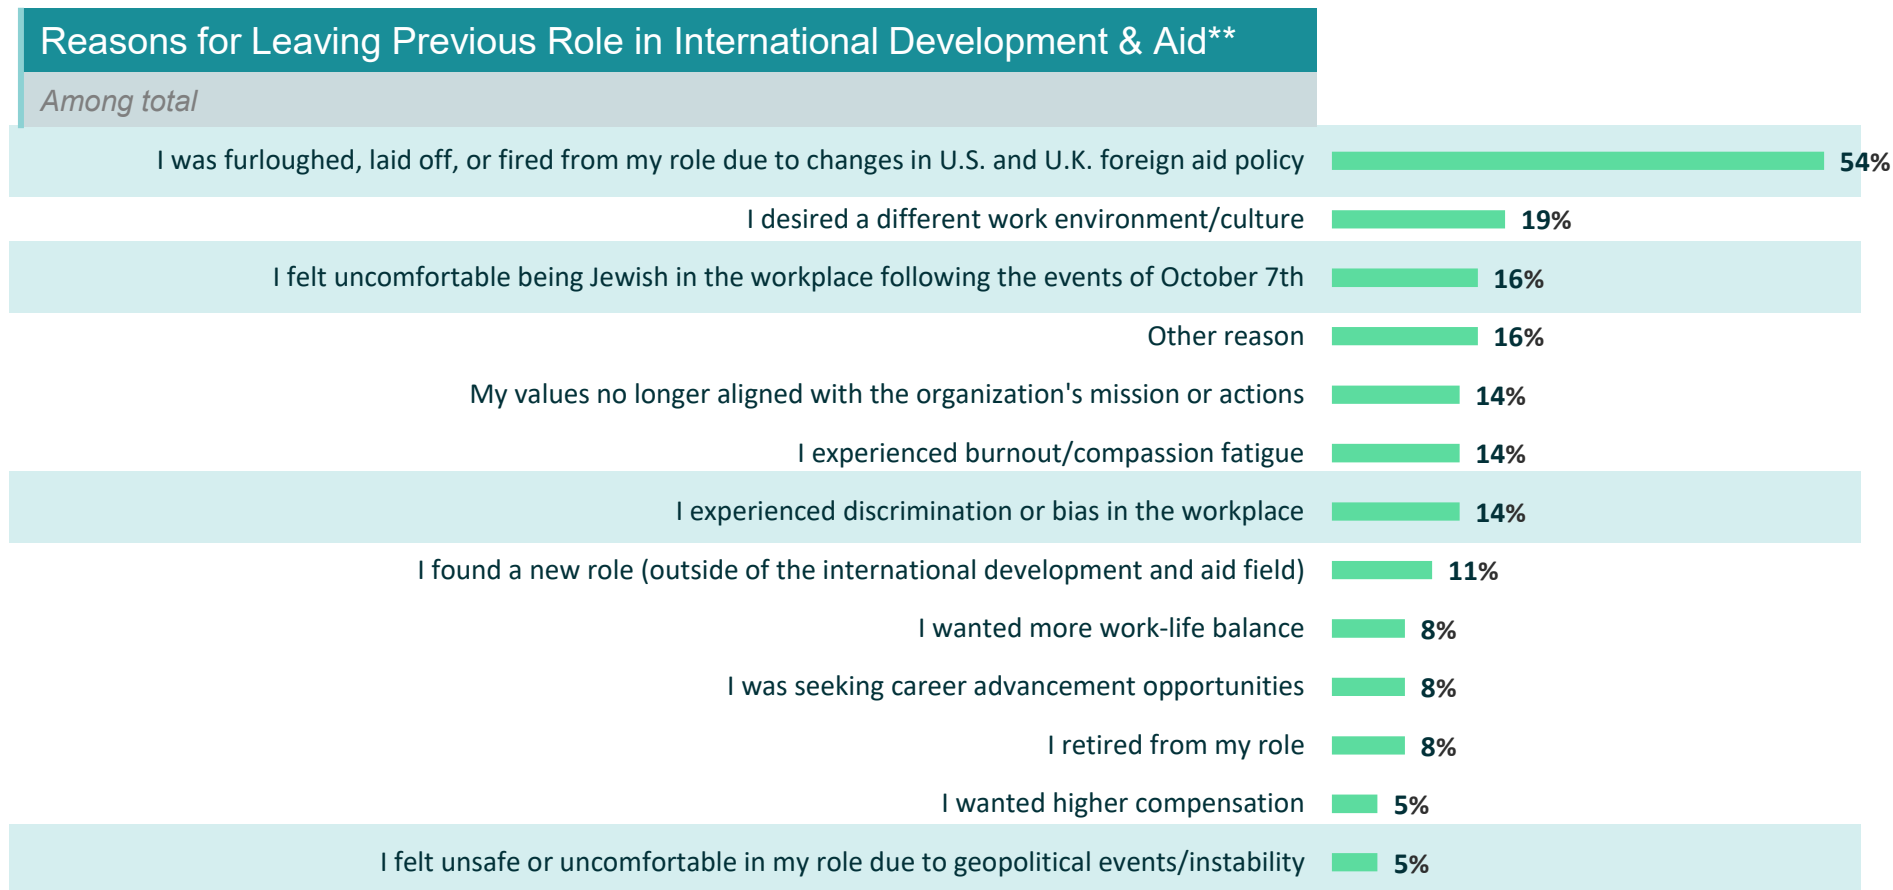 Reasons for Leaving Previous Role in International Development & Aid**
Among total
I was furloughed, laid off, or fired from my role due to changes in U.S. and U.K. foreign aid policy 54%
I desired a different work environment/culture 19%
I felt uncomfortable being Jewish in the workplace following the events of October 7th 16%
Other reason 16%
My values no longer aligned with the organization's mission or actions 14%
I experienced burnout/compassion fatigue 14%
I experienced discrimination or bias in the workplace 14%
I found a new role (outside of the international development and aid field) 11%
I wanted more work-life balance 8%
I was seeking career advancement opportunities 8%
I retired from my role 8%
I wanted higher compensation 5%
I felt unsafe or uncomfortable in my role due to geopolitical events/instability 5%